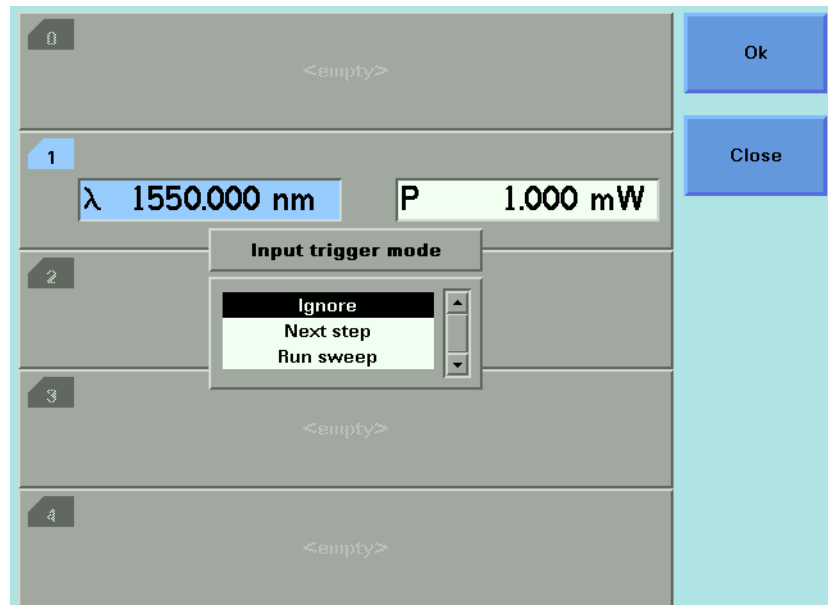 0
<empty>
Ok
1
Close
λ 1550.000 nm
P 1.000 mW
Input trigger mode
2
Ignore
Next step
Run sweep
3
<empty>
4
<empty>